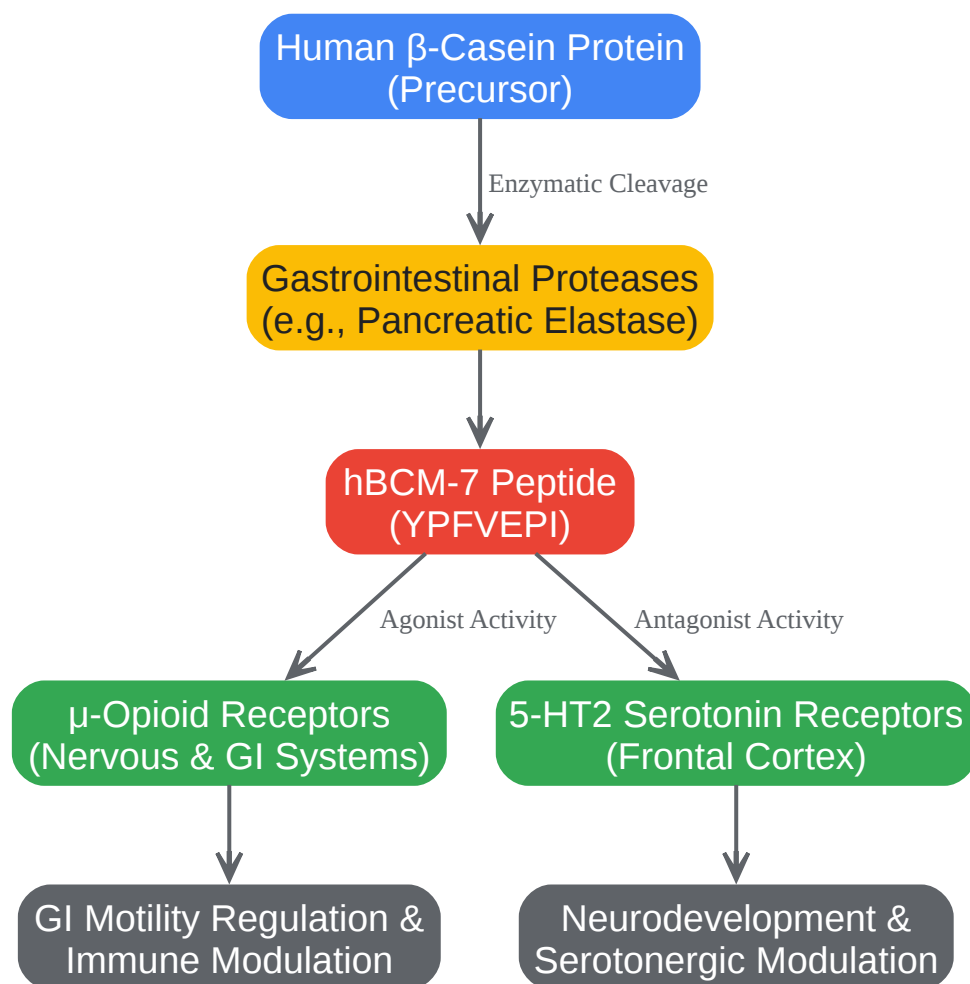 Human β-Casein Protein
(Precursor)
Enzymatic Cleavage
Gastrointestinal Proteases
(e.g., Pancreatic Elastase)
hBCM-7 Peptide
(YPFVEPI)
Agonist Activity
Antagonist Activity
μ-Opioid Receptors
(Nervous & GI Systems)
5-HT2 Serotonin Receptors
(Frontal Cortex)
GI Motility Regulation &
Immune Modulation
Neurodevelopment &
Serotonergic Modulation